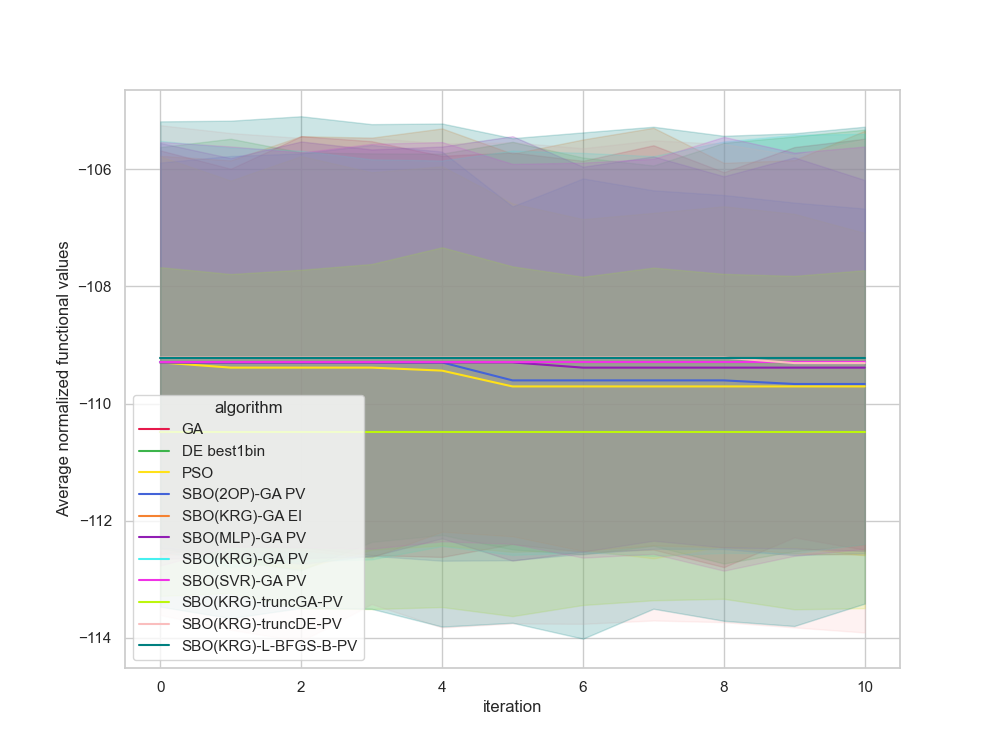 −106
−108
−110
−112
−114
Average normalized functional values
algorithm
GA
DE best1bin
PSO
SBO(2OP)-GA PV
SBO(KRG)-GA EI
SBO(MLP)-GA PV
SBO(KRG)-GA PV
SBO(SVR)-GA PV
SBO(KRG)-truncGA-PV
SBO(KRG)-truncDE-PV
SBO(KRG)-L-BFGS-B-PV
0 2 4 6 8 10
iteration